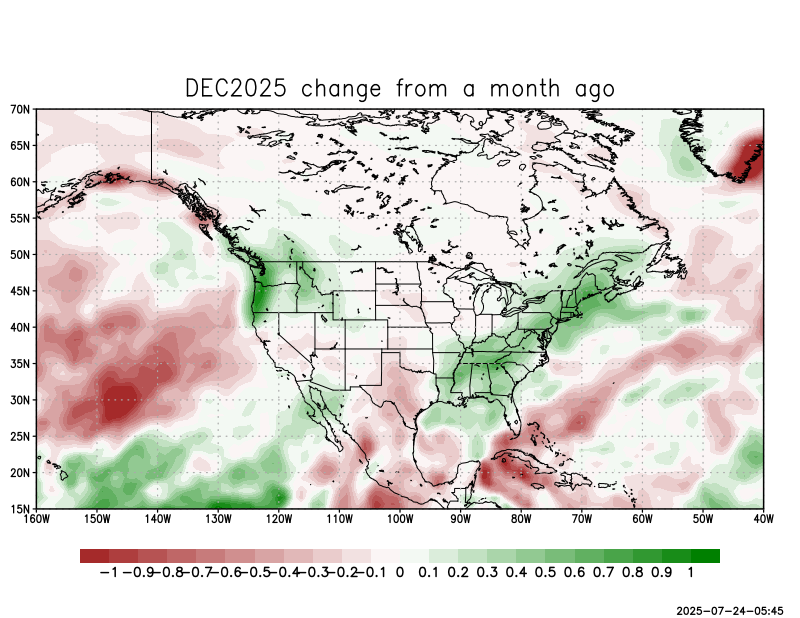 DEC2025 change from a month ago
70N
65N
60N
55N
50N
45N
40N
35N
30N
25N
20N
15N
160W 150W 140W 130W 120W 110W 100W 90W 80W 70W 60W 50W 40W
-1 -0.9 -0.8 -0.7 -0.6 -0.5 -0.4 -0.3 -0.2 -0.1 0 0.1 0.2 0.3 0.4 0.5 0.6 0.7 0.8 0.9 1
2025-07-24-05:45